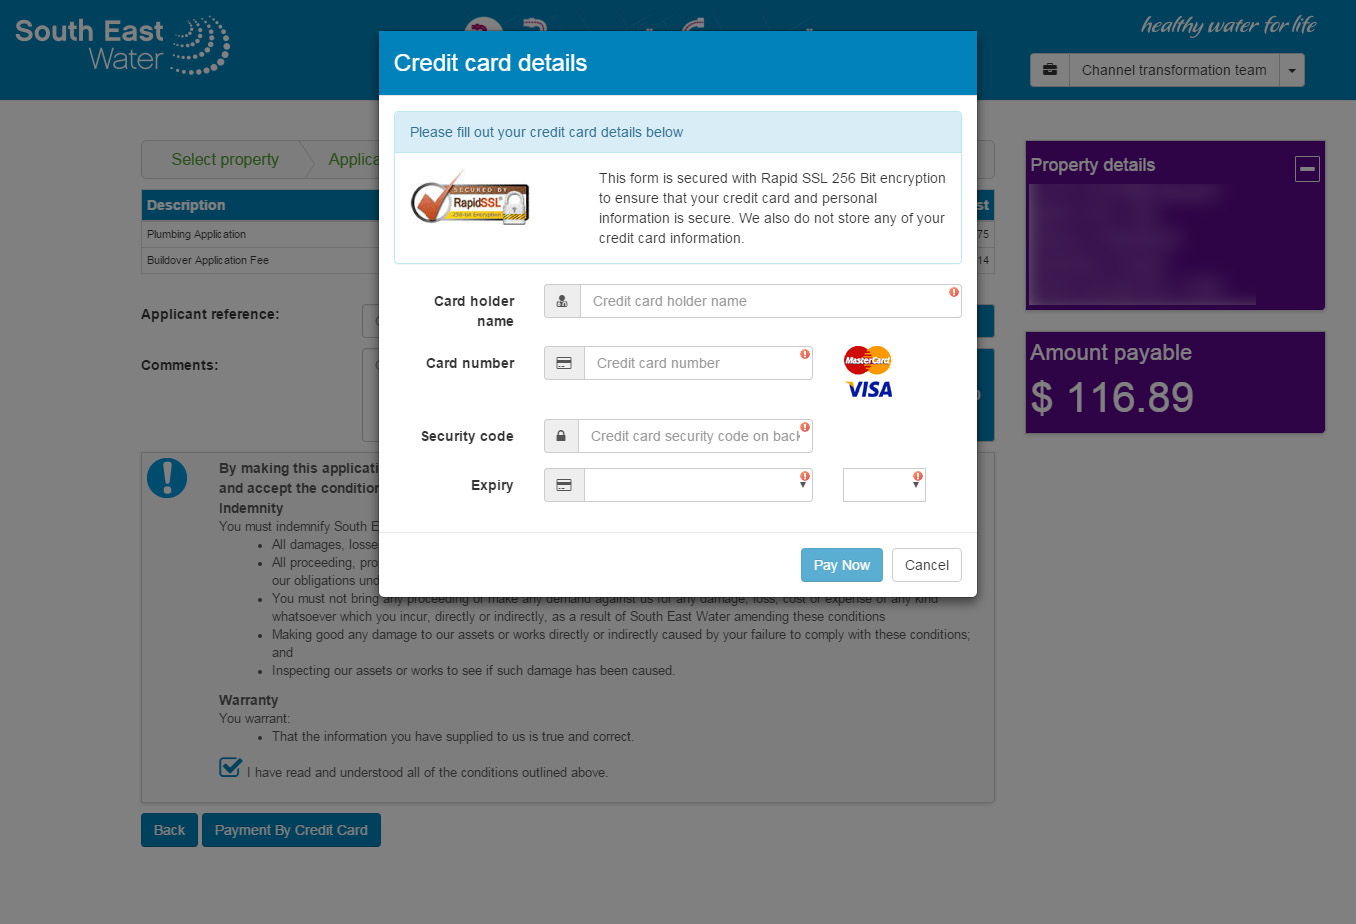 South East
Water
healthy water for life
Channel transformation team
Credit card details
Please fill out your credit card details below
SECURED BY
RapidSSL
256-Bit Encryption
This form is secured with Rapid SSL 256 Bit encryption
to ensure that your credit card and personal
information is secure. We also do not store any of your
credit card information.
Card holder
name
Credit card holder name
Card number
Credit card number
MasterCard
VISA
Security code
Credit card security code on back
Expiry
Pay Now
Cancel
Select property
Applica
Description
st
Plumbing Application
75
Buildover Application Fee
14
Applicant reference:
Comments:
Property details
Amount payable
$ 116.89
By making this applicati
and accept the condition
Indemnity
You must indemnify South E
All damages, losse
All proceeding, pro
our obligations und
You must not bring any proceeding or make any demand against us for any damage, loss, cost or expense of any kind
whatsoever which you incur, directly or indirectly, as a result of South East Water amending these conditions
Making good any damage to our assets or works directly or indirectly caused by your failure to comply with these conditions;
and
Inspecting our assets or works to see if such damage has been caused.
Warranty
You warrant:
That the information you have supplied to us is true and correct.
I have read and understood all of the conditions outlined above.
Back
Payment By Credit Card